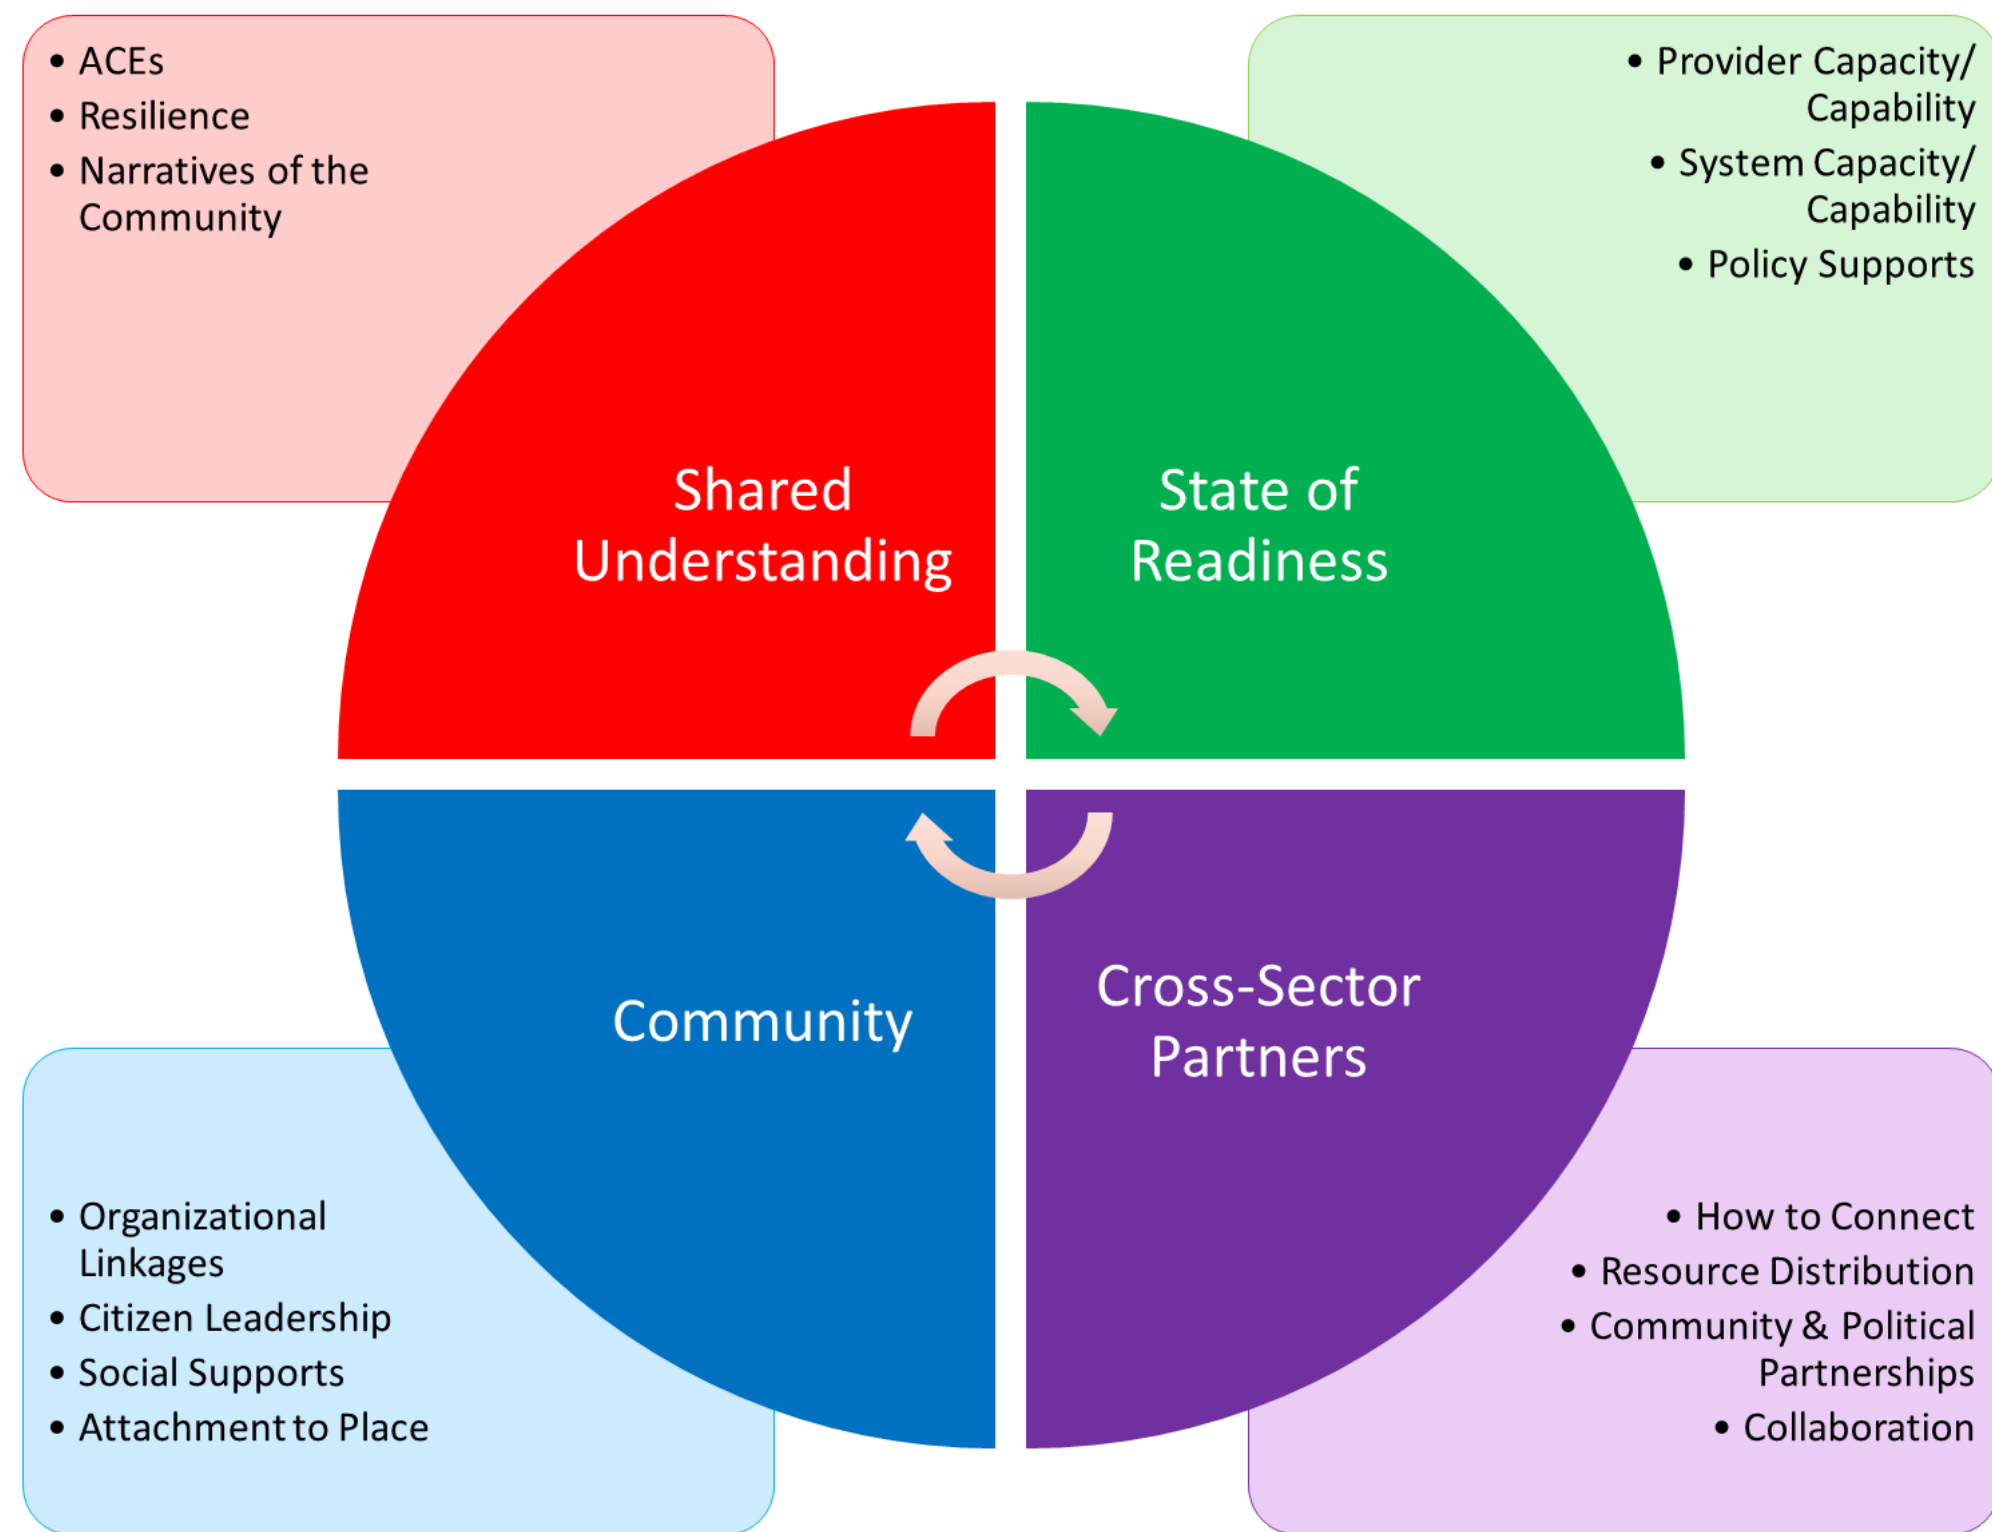 • ACEs
• Resilience
• Narratives of the
Community
• Provider Capacity/
Capability
• System Capacity/
Capability
• Policy Supports
Shared
Understanding
State of
Readiness
Community
Cross-Sector
Partners
• Organizational
Linkages
• Citizen Leadership
• Social Supports
• Attachment to Place
• How to Connect
• Resource Distribution
• Community & Political
Partnerships
• Collaboration